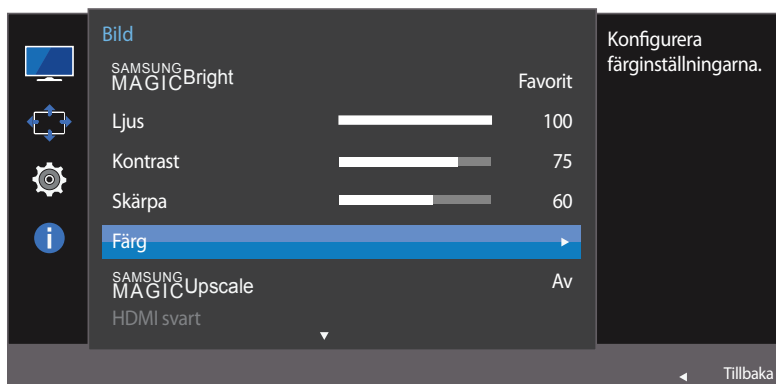 Bild
SAMSUNG MAGICBright Favorit
Ljus 100
Kontrast 75
Skärpa 60
Färg
SAMSUNG MAGICUpscale Av
HDMI svart
Konfigurera
färginställningarna.
Tillbaka